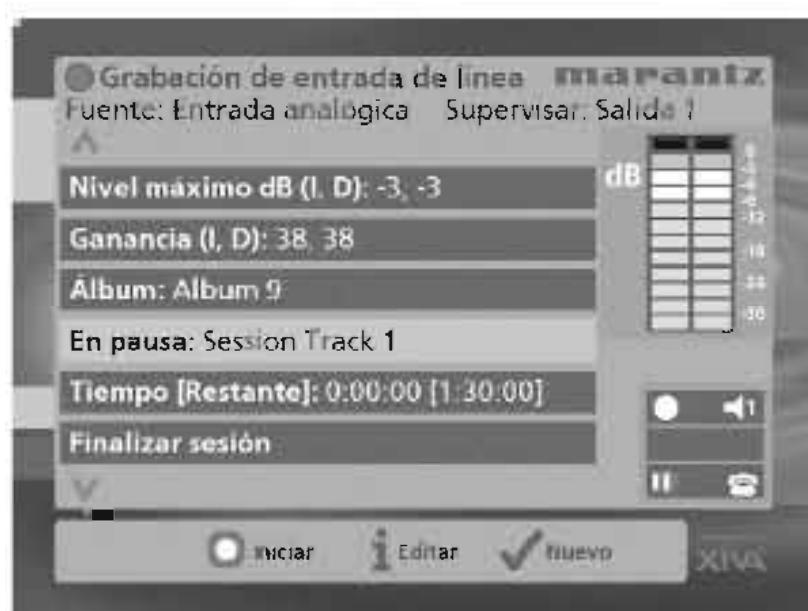 Grabación de entrada de línea marantz
Fuente: Entrada analógica Supervisar: Salida 1
Nivel máximo dB (I, D): -3, -3
dB
Ganancia (I, D): 38, 38
-12
Álbum: Album 9
En pausa: Session Track 1
Tiempo [Restante]: 0:00:00 [1:30:00]
1
Finalizar sesión
Iniciar Editar Nuevo XIVA